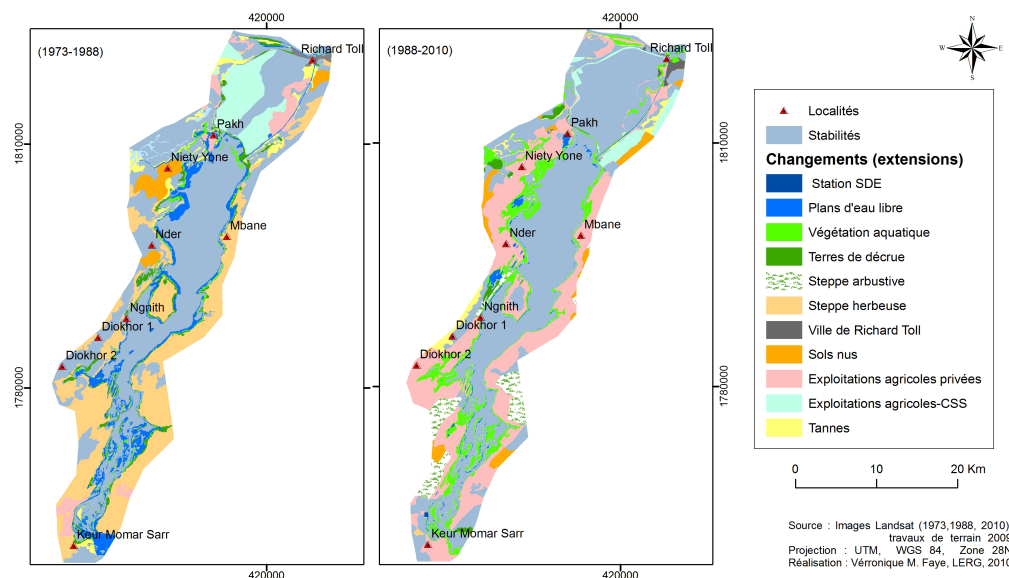 420000
420000
(1973-1988)
Richard Toll
Pakh
Niety Yone
Nder
Mbane
Ngnith
Diokhor 1
Diokhor 2
Keur Momar Sarr
1810000
1780000
420000
(1988-2010)
Richard Toll
Pakh
Niety Yone
Nder
Mbane
Ngnith
Diokhor 1
Diokhor 2
Keur Momar Sarr
1810000
1780000
420000
N
W
E
S
Localités
Stabilités
Changements (extensions)
Station SDE
Plans d'eau libre
Végétation aquatique
Terres de décrue
Steppe arbustive
Steppe herbeuse
Ville de Richard Toll
Sols nus
Exploitations agricoles privées
Exploitations agricoles-CSS
Tannes
0 10 20 Km
Source : Images Landsat (1973,1988, 2010)
travaux de terrain 2009
Projection : UTM, WGS 84, Zone 28N
Réalisation : Vérronique M. Faye, LERG, 2010